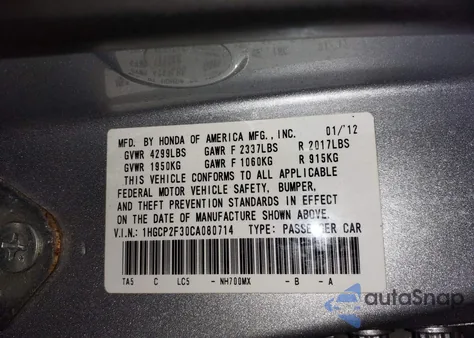 MFD. BY HONDA OF AMERICA MFG., INC. 01/'12
GVWR 4299LBS GAWR F 2337LBS R 2017LBS
GVWR 1950KG GAWR F 1060KG R 915KG
THIS VEHICLE CONFORMS TO ALL APPLICABLE
FEDERAL MOTOR VEHICLE SAFETY, BUMPER,
AND THEFT PREVENTION STANDARDS IN EFFECT
ON THE DATE OF MANUFACTURE SHOWN ABOVE.
V.I.N.: 1HGCP2F30CA080714 TYPE: PASSENGER CAR
TA5 C LC5 - NH700MX - B - A
autoSnap